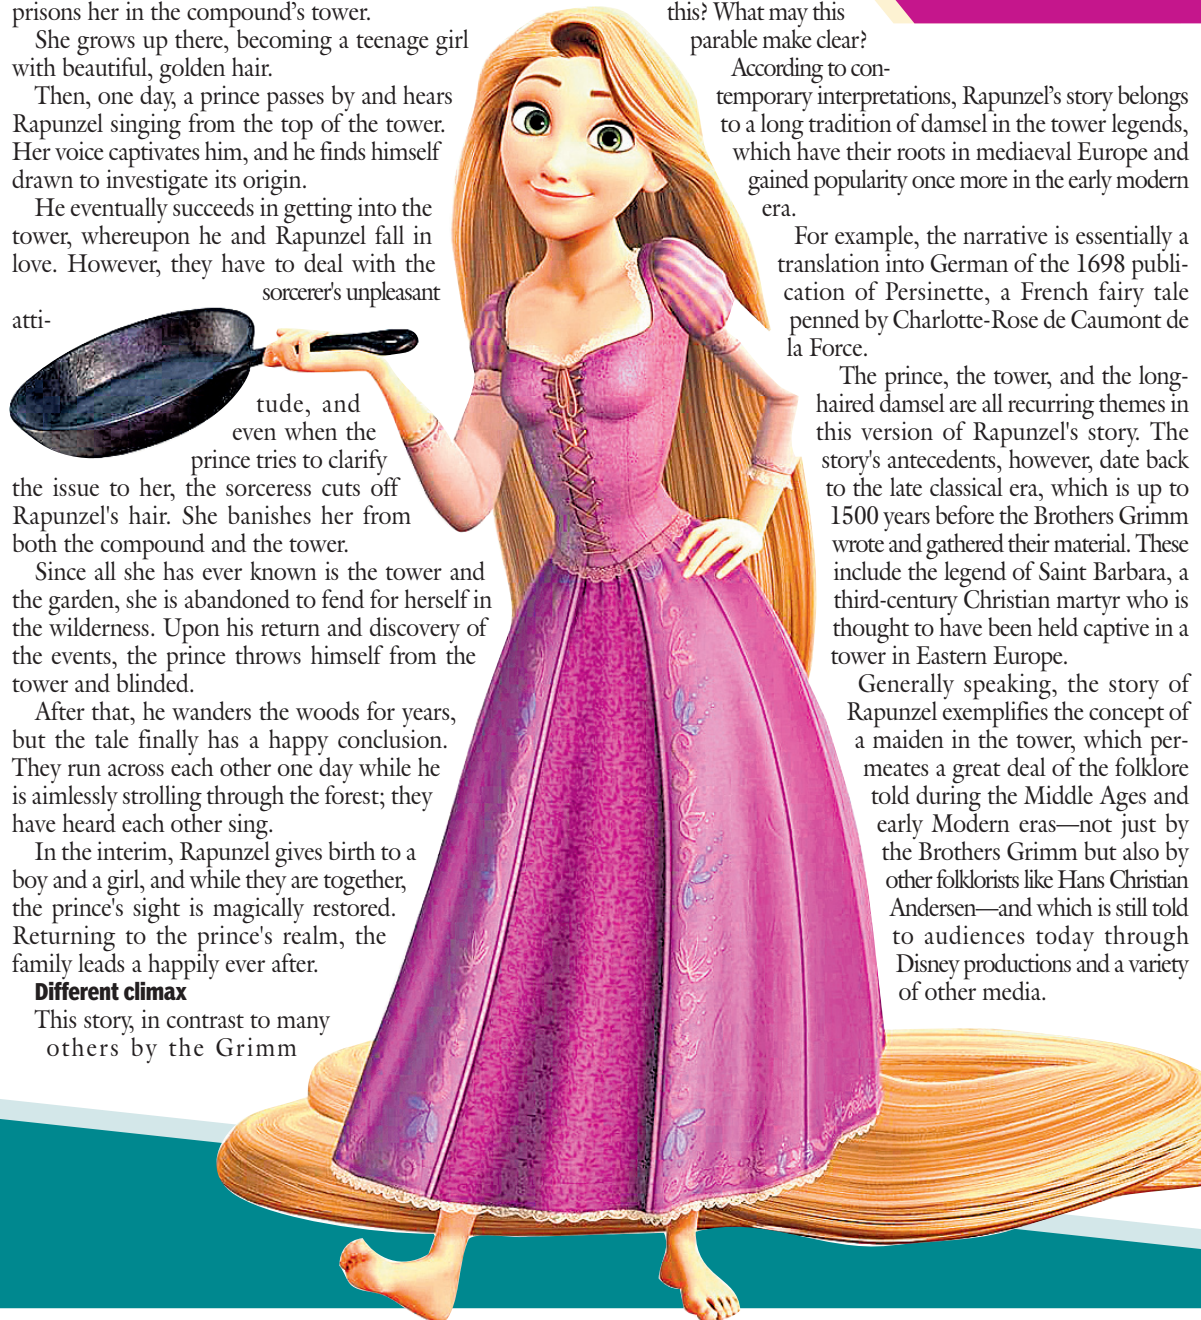 prisons her in the compound's tower.
She grows up there, becoming a teenage girl
with beautiful, golden hair.
Then, one day, a prince passes by and hears
Rapunzel singing from the top of the tower.
Her voice captivates him, and he finds himself
drawn to investigate its origin.
He eventually succeeds in getting into the
tower, whereupon he and Rapunzel fall in
love. However, they have to deal with the
sorcerer's unpleasant
atti-
tude, and
even when the
prince tries to clarify
the issue to her, the sorceress cuts off
Rapunzel's hair. She banishes her from
both the compound and the tower.
Since all she has ever known is the tower and
the garden, she is abandoned to fend for herself in
the wilderness. Upon his return and discovery of
the events, the prince throws himself from the
tower and blinded.
After that, he wanders the woods for years,
but the tale finally has a happy conclusion.
They run across each other one day while he
is aimlessly strolling through the forest; they
have heard each other sing.
In the interim, Rapunzel gives birth to a
boy and a girl, and while they are together,
the prince's sight is magically restored.
Returning to the prince's realm, the
family leads a happily ever after.
Different climax
This story, in contrast to many
others by the Grimm
this? What may this
parable make clear?
According to con-
temporary interpretations, Rapunzel's story belongs
to a long tradition of damsel in the tower legends,
which have their roots in mediaeval Europe and
gained popularity once more in the early modern
era.
For example, the narrative is essentially a
translation into German of the 1698 publi-
cation of Persinette, a French fairy tale
penned by Charlotte-Rose de Caumont de
la Force.
The prince, the tower, and the long-
haired damsel are all recurring themes in
this version of Rapunzel's story. The
story's antecedents, however, date back
to the late classical era, which is up to
1500 years before the Brothers Grimm
wrote and gathered their material. These
include the legend of Saint Barbara, a
third-century Christian martyr who is
thought to have been held captive in a
tower in Eastern Europe.
Generally speaking, the story of
Rapunzel exemplifies the concept of
a maiden in the tower, which per-
meates a great deal of the folklore
told during the Middle Ages and
early Modern eras—not just by
the Brothers Grimm but also by
other folklorists like Hans Christian
Andersen—and which is still told
to audiences today through
Disney productions and a variety
of other media.